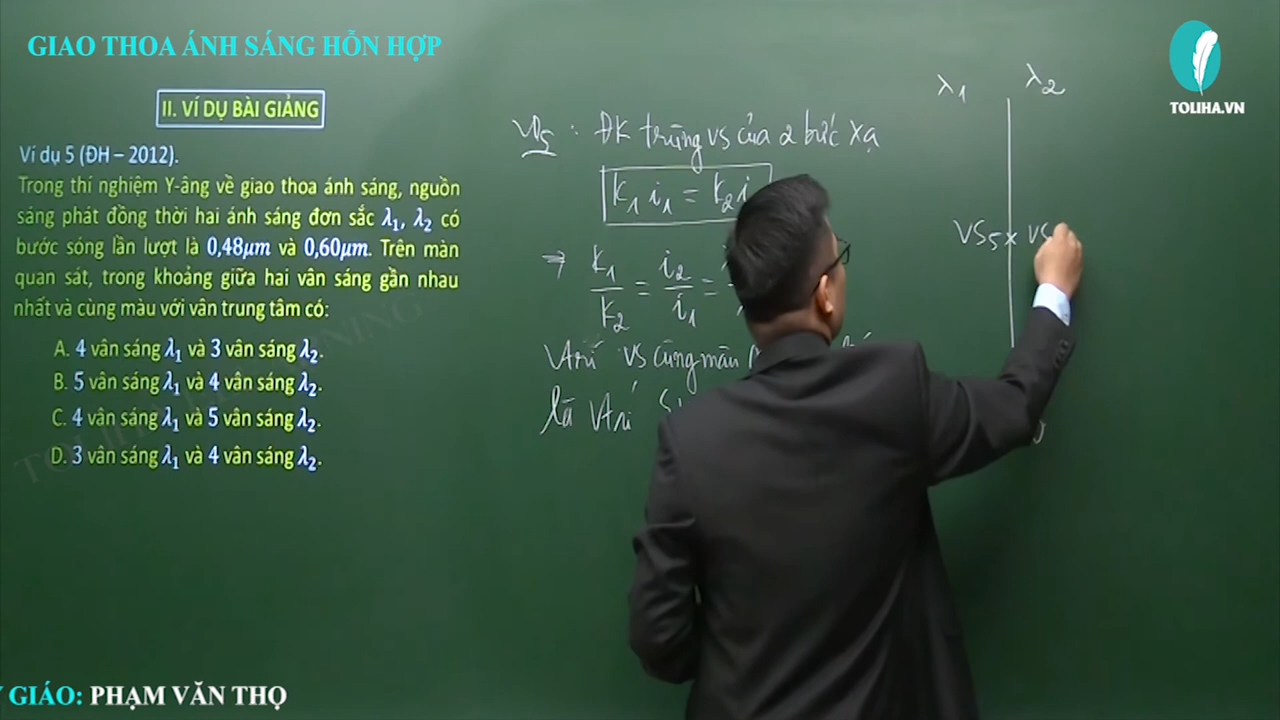 GIAO THOA ÁNH SÁNG HỖN HỢP
TOLIHA.VN
II. VÍ DỤ BÀI GIẢNG
Ví dụ 5 (ĐH – 2012).
Trong thí nghiệm Y-âng về giao thoa ánh sáng, nguồn
sáng phát đồng thời hai ánh sáng đơn sắc λ₁, λ₂ có
bước sóng lần lượt là 0,48μm và 0,60μm. Trên màn
quan sát, trong khoảng giữa hai vân sáng gần nhau
nhất và cùng màu với vân trung tâm có:
A. 4 vân sáng λ₁ và 3 vân sáng λ₂.
B. 5 vân sáng λ₁ và 4 vân sáng λ₂.
C. 4 vân sáng λ₁ và 5 vân sáng λ₂.
D. 3 vân sáng λ₁ và 4 vân sáng λ₂.
VD5 : ĐK trùng vs của 2 bức xạ
k₁ i₁ = k₂ i
⇒ k₁/k₂ = i₂/i₁ =
Vtrí vs cùng màu
là Vtrí
λ₁ λ₂
VS₅ x VS
GIÁO: PHẠM VĂN THỌ